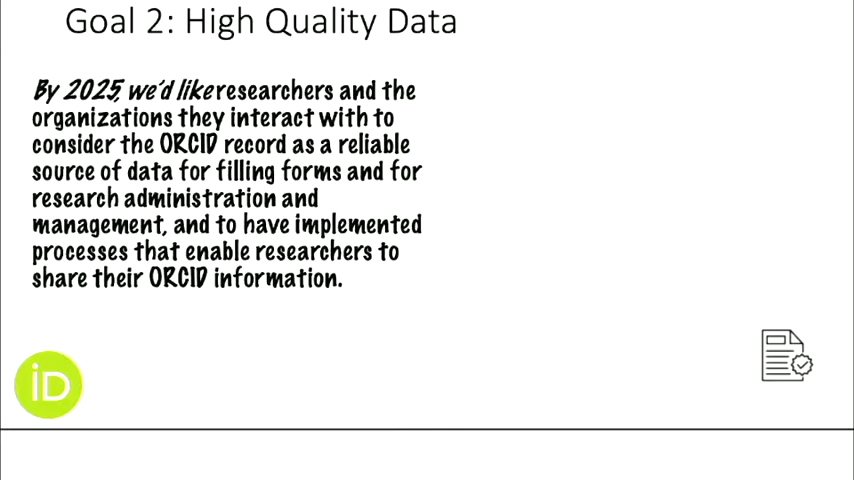 Goal 2: High Quality Data
By 2025, we'd like researchers and the
organizations they interact with to
consider the ORCID record as a reliable
source of data for filling forms and for
research administration and
management, and to have implemented
processes that enable researchers to
share their ORCID information.
iD